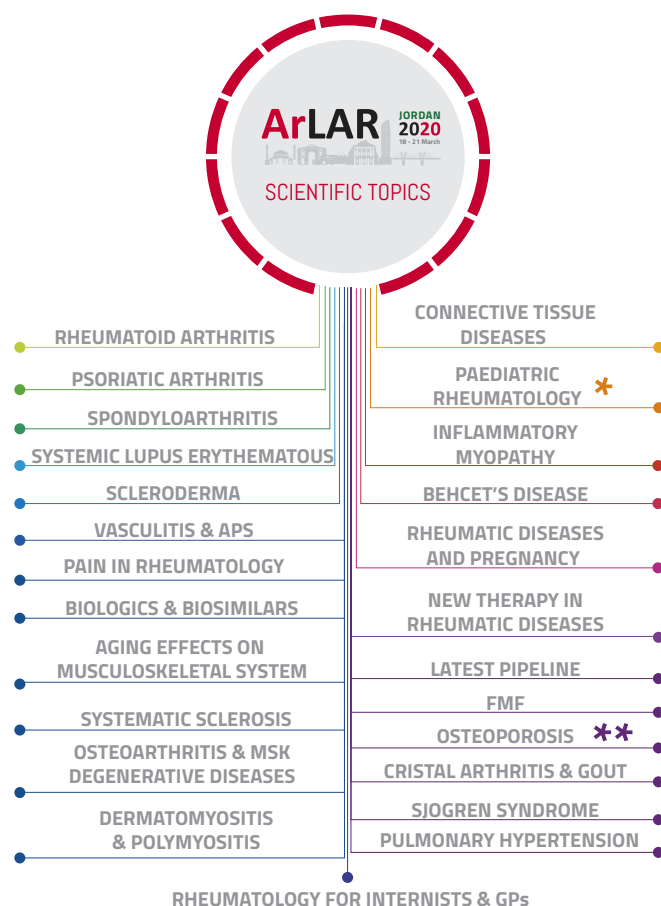 ArLAR
JORDAN
2020
18 - 21 March
SCIENTIFIC TOPICS
RHEUMATOID ARTHRITIS
PSORIATIC ARTHRITIS
SPONDYLOARTHRITIS
SYSTEMIC LUPUS ERYTHEMATOUS
SCLERODERMA
VASCULITIS & APS
PAIN IN RHEUMATOLOGY
BIOLOGICS & BIOSIMILARS
AGING EFFECTS ON
MUSCULOSKELETAL SYSTEM
SYSTEMATIC SCLEROSIS
OSTEOARTHRITIS & MSK
DEGENERATIVE DISEASES
DERMATOMYOSITIS
& POLYMYOSITIS
CONNECTIVE TISSUE
DISEASES
PAEDIATRIC
RHEUMATOLOGY *
INFLAMMATORY
MYOPATHY
BEHCET'S DISEASE
RHEUMATIC DISEASES
AND PREGNANCY
NEW THERAPY IN
RHEUMATIC DISEASES
LATEST PIPELINE
FMF
OSTEOPOROSIS **
CRISTAL ARTHRITIS & GOUT
SJOGREN SYNDROME
PULMONARY HYPERTENSION
RHEUMATOLOGY FOR INTERNISTS & GPs